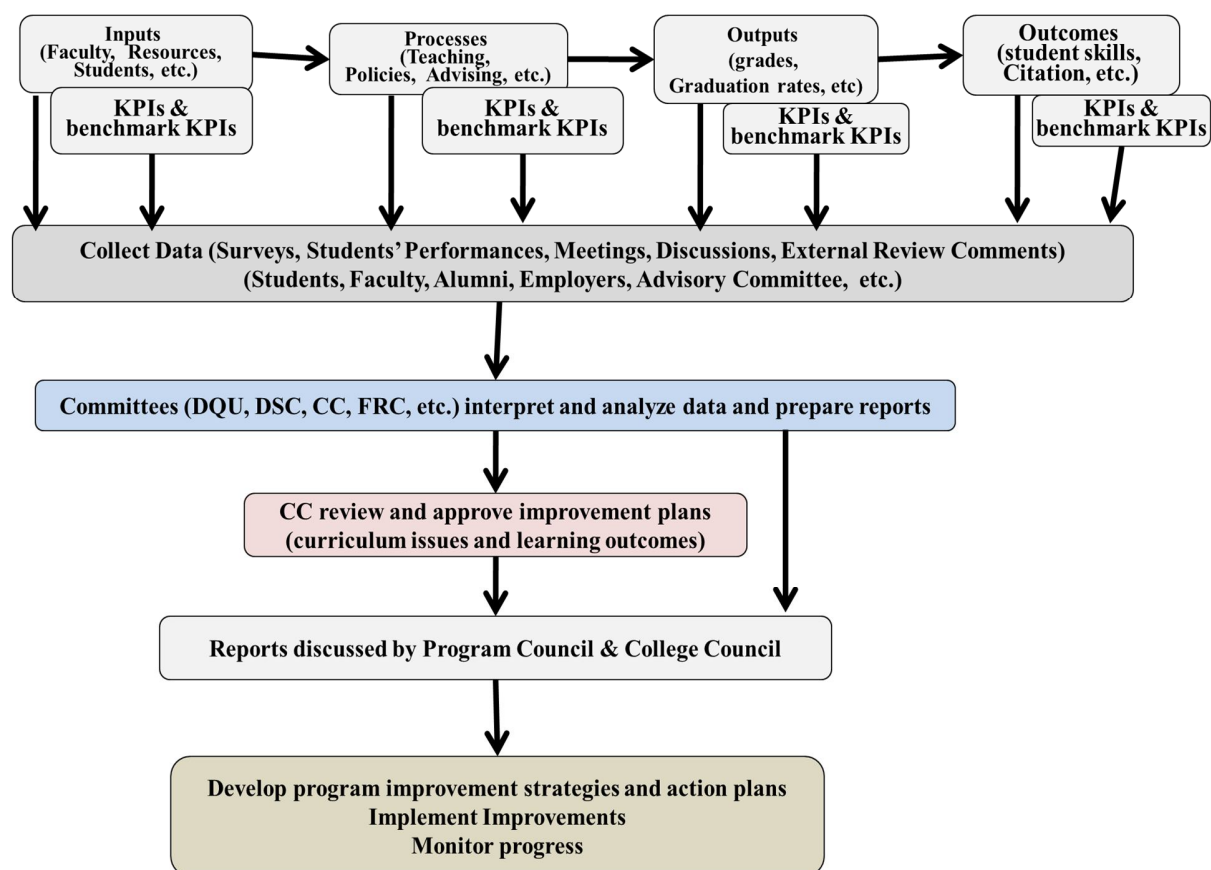 Inputs
(Faculty, Resources,
Students, etc.)
KPIs &
benchmark KPIs
Processes
(Teaching,
Policies, Advising, etc.)
KPIs &
benchmark KPIs
Outputs
(grades,
Graduation rates, etc)
KPIs &
benchmark KPIs
Outcomes
(student skills,
Citation, etc.)
KPIs &
benchmark KPIs
Collect Data (Surveys, Students' Performances, Meetings, Discussions, External Review Comments)
(Students, Faculty, Alumni, Employers, Advisory Committee, etc.)
Committees (DQU, DSC, CC, FRC, etc.) interpret and analyze data and prepare reports
CC review and approve improvement plans
(curriculum issues and learning outcomes)
Reports discussed by Program Council & College Council
Develop program improvement strategies and action plans
Implement Improvements
Monitor progress